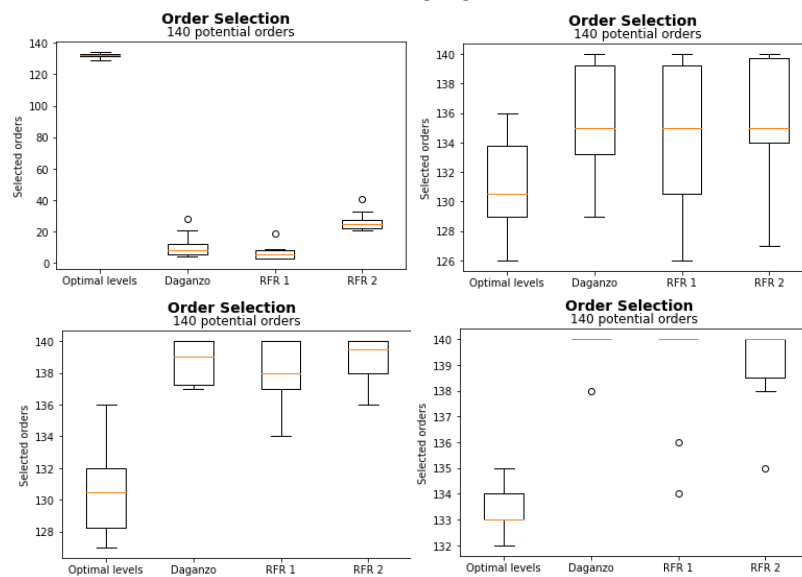 Order Selection
140 potential orders
140
120
100
80
60
40
20
0
Selected orders
Optimal levels Daganzo RFR 1 RFR 2
Order Selection
140 potential orders
140
138
136
134
132
130
128
126
Selected orders
Optimal levels Daganzo RFR 1 RFR 2
Order Selection
140 potential orders
140
138
136
134
132
130
128
Selected orders
Optimal levels Daganzo RFR 1 RFR 2
Order Selection
140 potential orders
140
139
138
137
136
135
134
133
132
Selected orders
Optimal levels Daganzo RFR 1 RFR 2